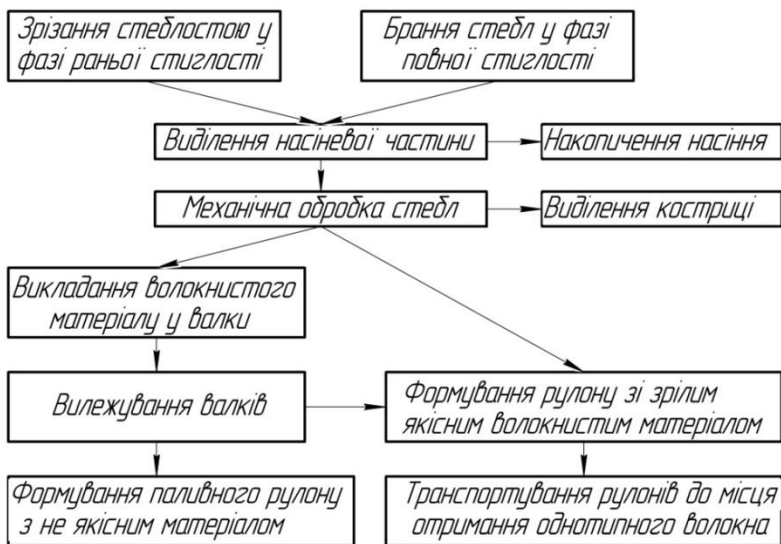 Зрізання стеблостою у
фазі раньої стиглості
Брання стебл у фазі
повної стиглості
Виділення насіневої частини
Накопичення насіння
Механічна обробка стебл
Виділення костриці
Викладання волокнистого
матеріалу у валки
Вилежування валків
Формування рулону зі зрілим
якісним волокнистим матеріалом
Формування паливного рулону
з не якісним матеріалом
Транспортування рулонів до місця
отримання однотипного волокна